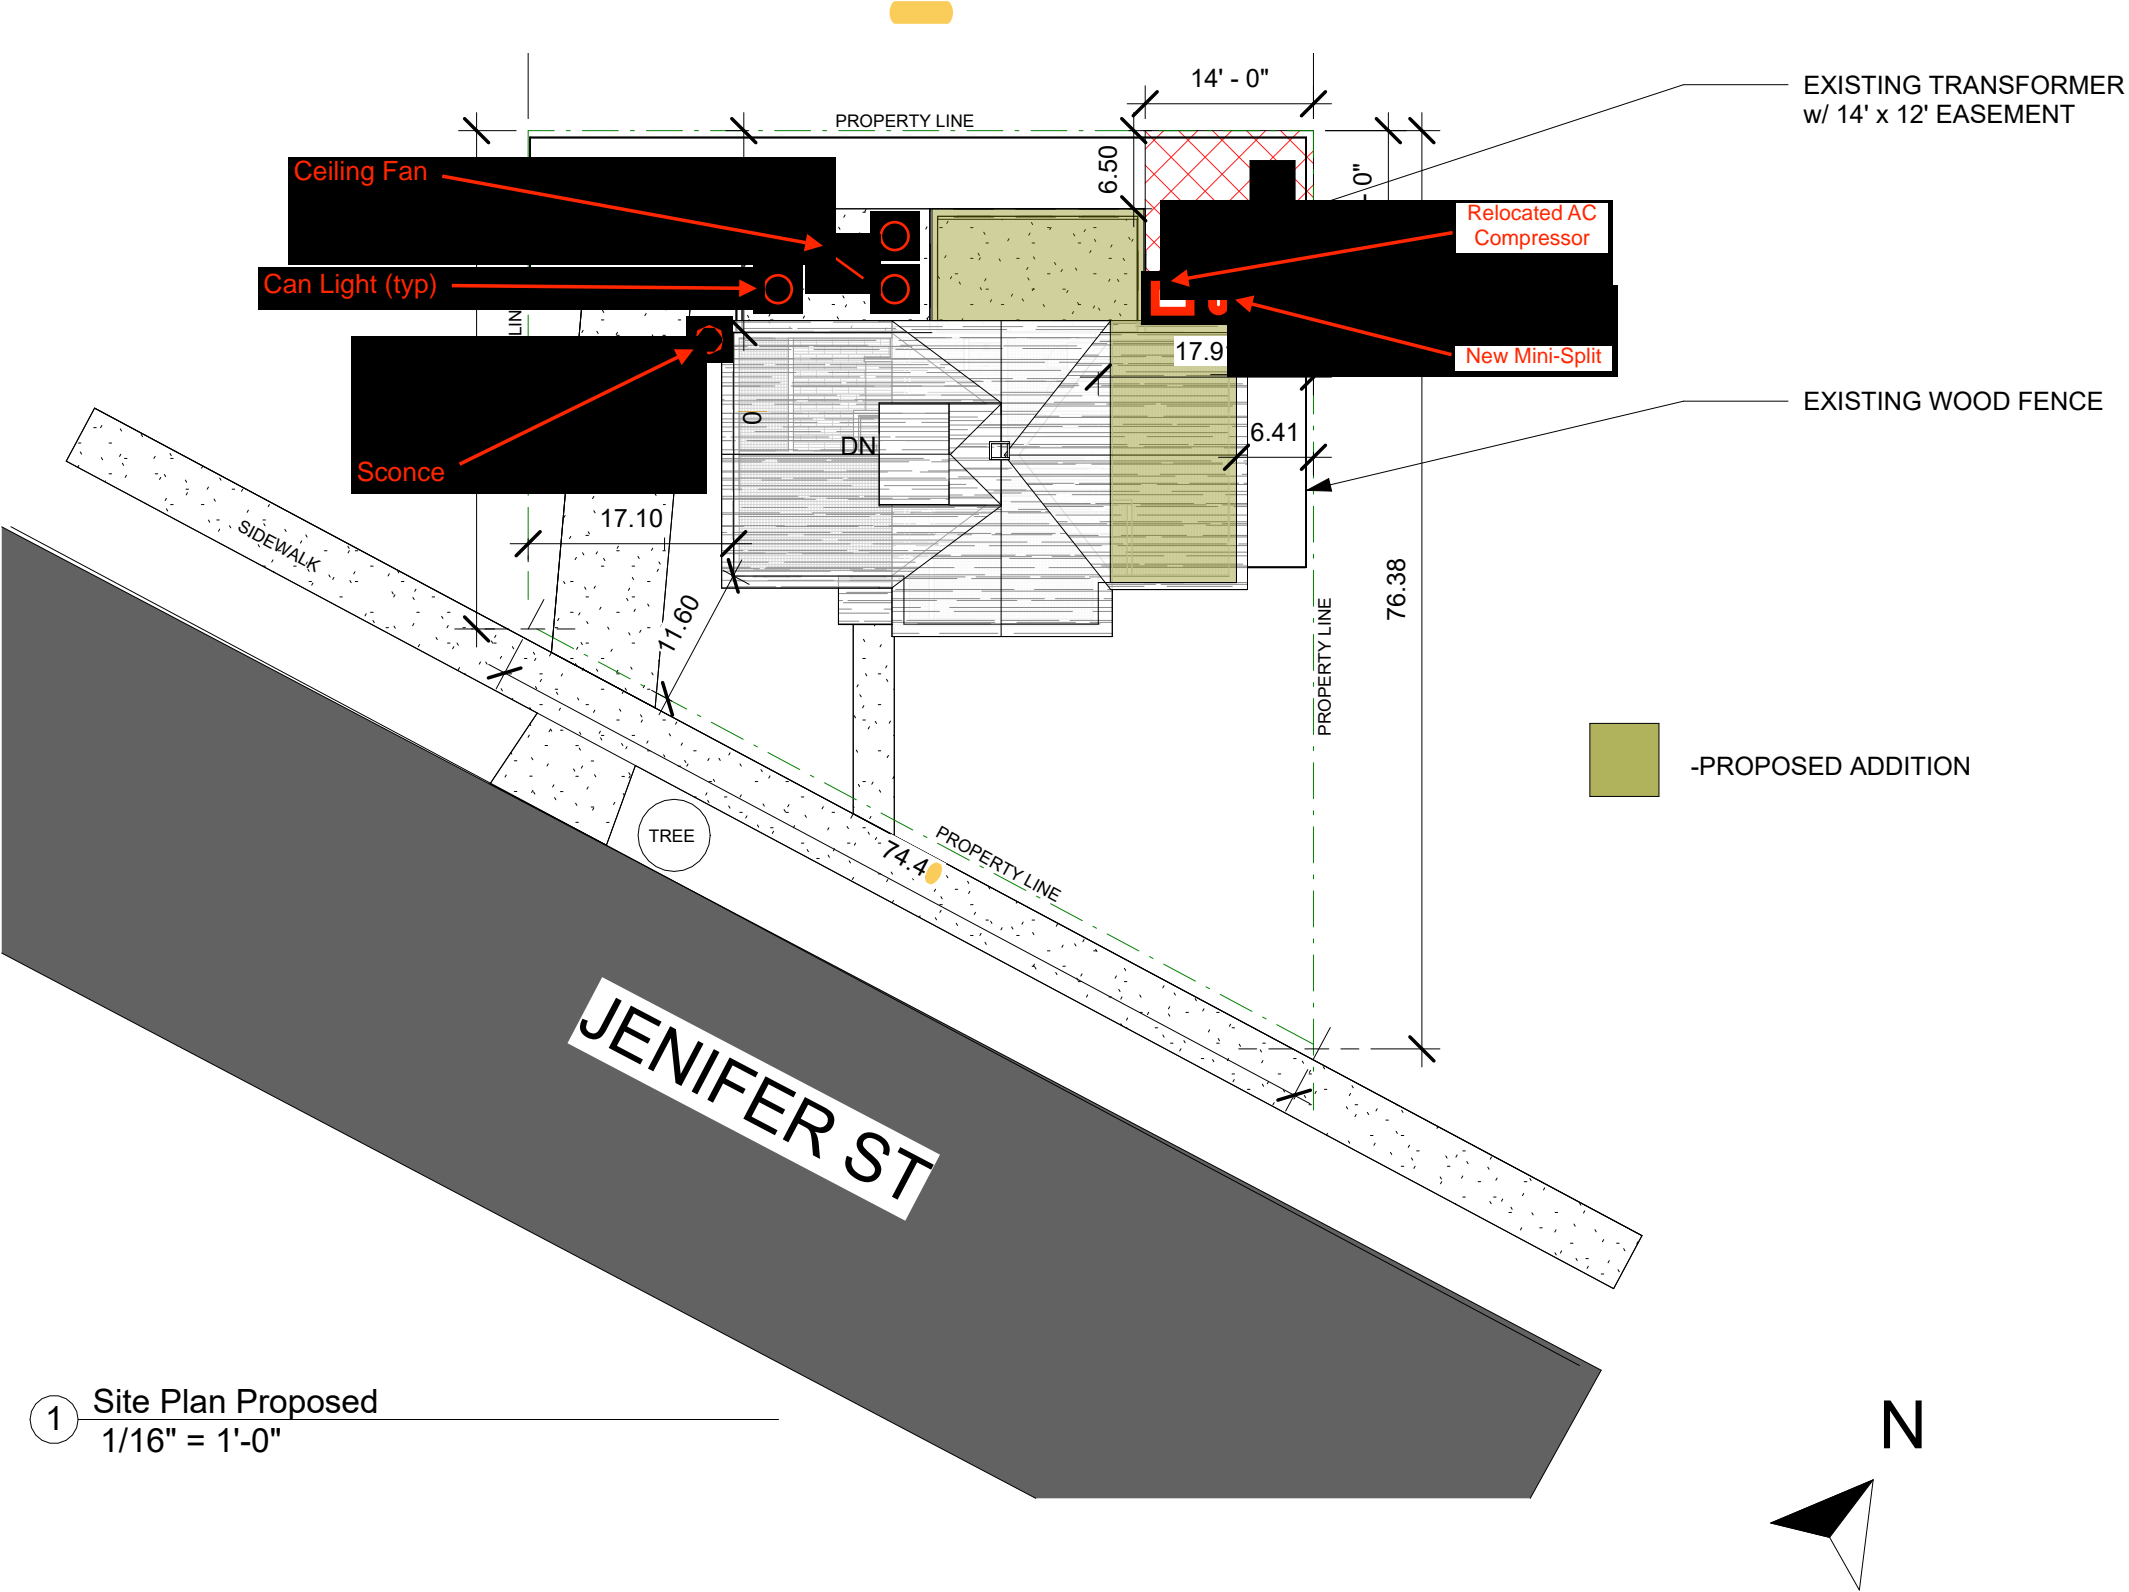 14' - 0"
EXISTING TRANSFORMER
w/ 14' x 12' EASEMENT
PROPERTY LINE
6.50
- 0"
Ceiling Fan
Relocated AC
Compressor
Can Light (typ)
LIN
17.9
New Mini-Split
EXISTING WOOD FENCE
0
DN
6.41
Sconce
17.10
SIDEWALK
11.60
76.38
PROPERTY LINE
-PROPOSED ADDITION
TREE
74.4
PROPERTY LINE
JENIFER ST
1
Site Plan Proposed
1/16" = 1'-0"
N